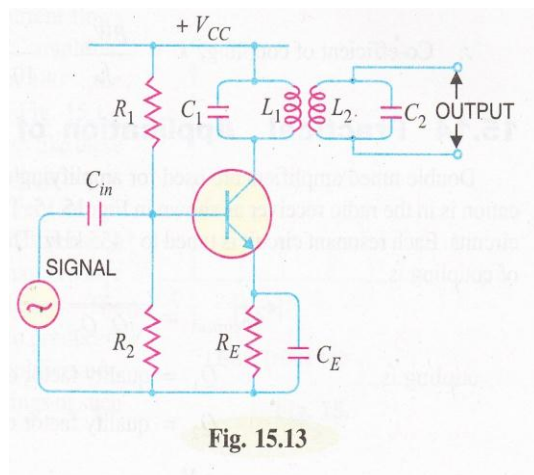 + VCC
R1 C1 L1 L2 C2 OUTPUT
Cin
SIGNAL
R2 RE CE
Fig. 15.13